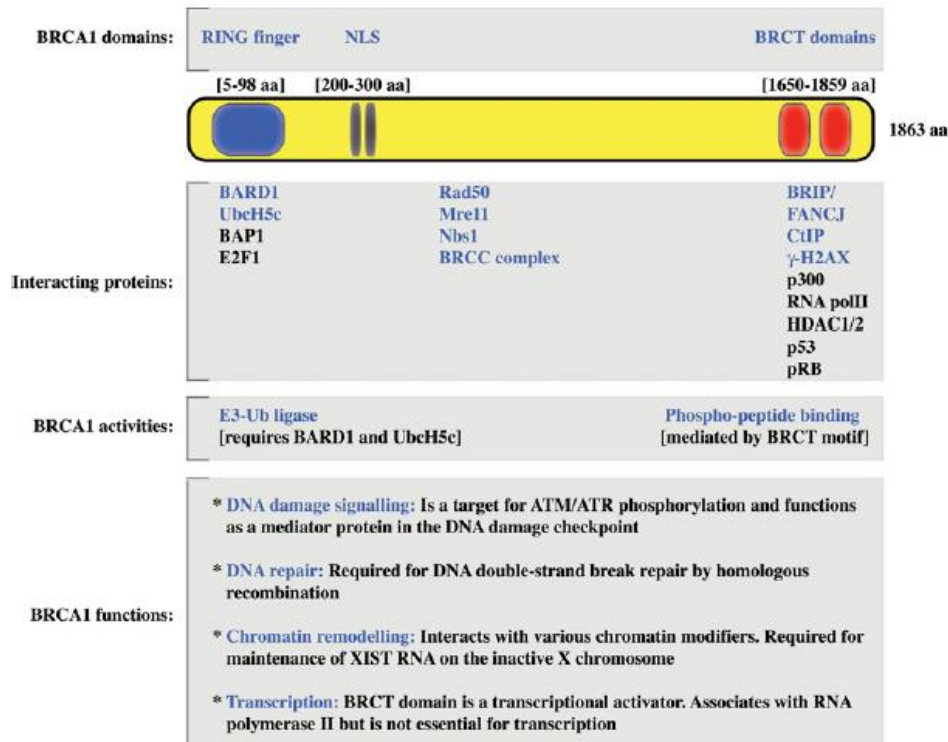 BRCA1 domains:
RING finger NLS BRCT domains
[5-98 aa] [200-300 aa] [1650-1859 aa]
1863 aa
Interacting proteins:
BARD1 Rad50 BRIP/
UbcH5c Mre11 FANCJ
BAP1 Nbs1 CtIP
E2F1 BRCC complex γ-H2AX
p300
RNA polII
HDAC1/2
p53
pRB
BRCA1 activities:
E3-Ub ligase Phospho-peptide binding
[requires BARD1 and UbcH5c] [mediated by BRCT motif]
BRCA1 functions:
* DNA damage signalling: Is a target for ATM/ATR phosphorylation and functions
as a mediator protein in the DNA damage checkpoint
* DNA repair: Required for DNA double-strand break repair by homologous
recombination
* Chromatin remodelling: Interacts with various chromatin modifiers. Required for
maintenance of XIST RNA on the inactive X chromosome
* Transcription: BRCT domain is a transcriptional activator. Associates with RNA
polymerase II but is not essential for transcription